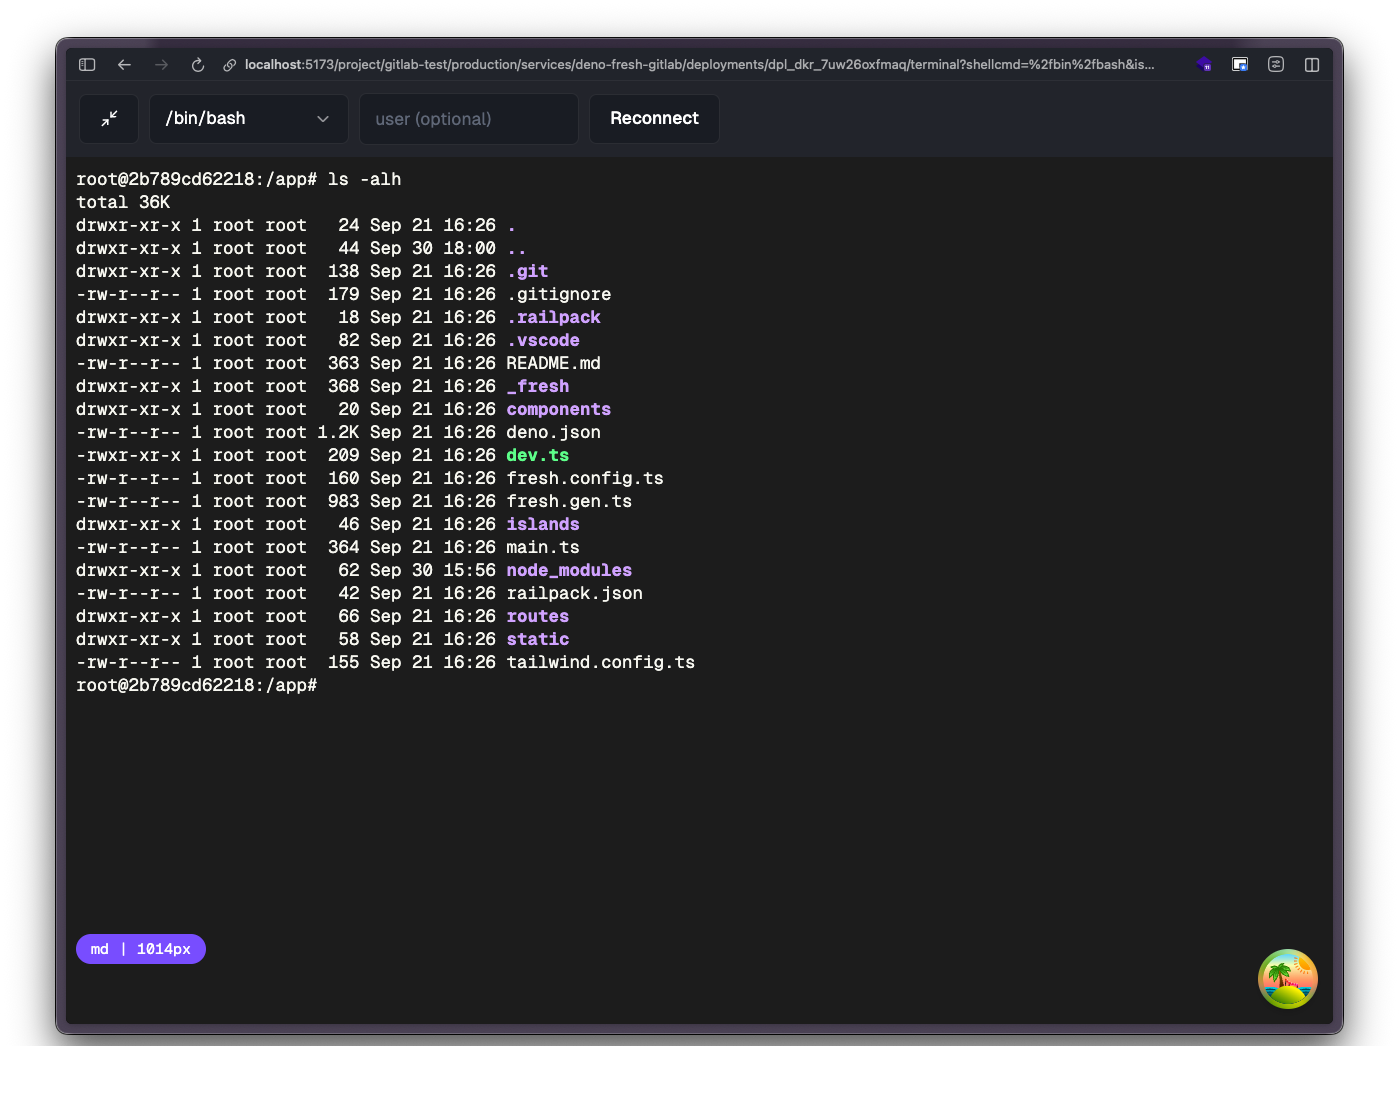 localhost:5173/project/gitlab-test/production/services/deno-fresh-gitlab/deployments/dpl_dkr_7uw26oxfmaq/terminal?shellcmd=%2fbin%2fbash&is...
/bin/bash
user (optional)
Reconnect
root@2b789cd62218:/app# ls -alh
total 36K
drwxr-xr-x 1 root root   24 Sep 21 16:26 .
drwxr-xr-x 1 root root   44 Sep 30 18:00 ..
drwxr-xr-x 1 root root  138 Sep 21 16:26 .git
-rw-r--r-- 1 root root  179 Sep 21 16:26 .gitignore
drwxr-xr-x 1 root root   18 Sep 21 16:26 .railpack
drwxr-xr-x 1 root root   82 Sep 21 16:26 .vscode
-rw-r--r-- 1 root root  363 Sep 21 16:26 README.md
drwxr-xr-x 1 root root  368 Sep 21 16:26 _fresh
drwxr-xr-x 1 root root   20 Sep 21 16:26 components
-rw-r--r-- 1 root root 1.2K Sep 21 16:26 deno.json
-rwxr-xr-x 1 root root  209 Sep 21 16:26 dev.ts
-rw-r--r-- 1 root root  160 Sep 21 16:26 fresh.config.ts
-rw-r--r-- 1 root root  983 Sep 21 16:26 fresh.gen.ts
drwxr-xr-x 1 root root   46 Sep 21 16:26 islands
-rw-r--r-- 1 root root  364 Sep 21 16:26 main.ts
drwxr-xr-x 1 root root   62 Sep 30 15:56 node_modules
-rw-r--r-- 1 root root   42 Sep 21 16:26 railpack.json
drwxr-xr-x 1 root root   66 Sep 21 16:26 routes
drwxr-xr-x 1 root root   58 Sep 21 16:26 static
-rw-r--r-- 1 root root  155 Sep 21 16:26 tailwind.config.ts
root@2b789cd62218:/app#
md | 1014px